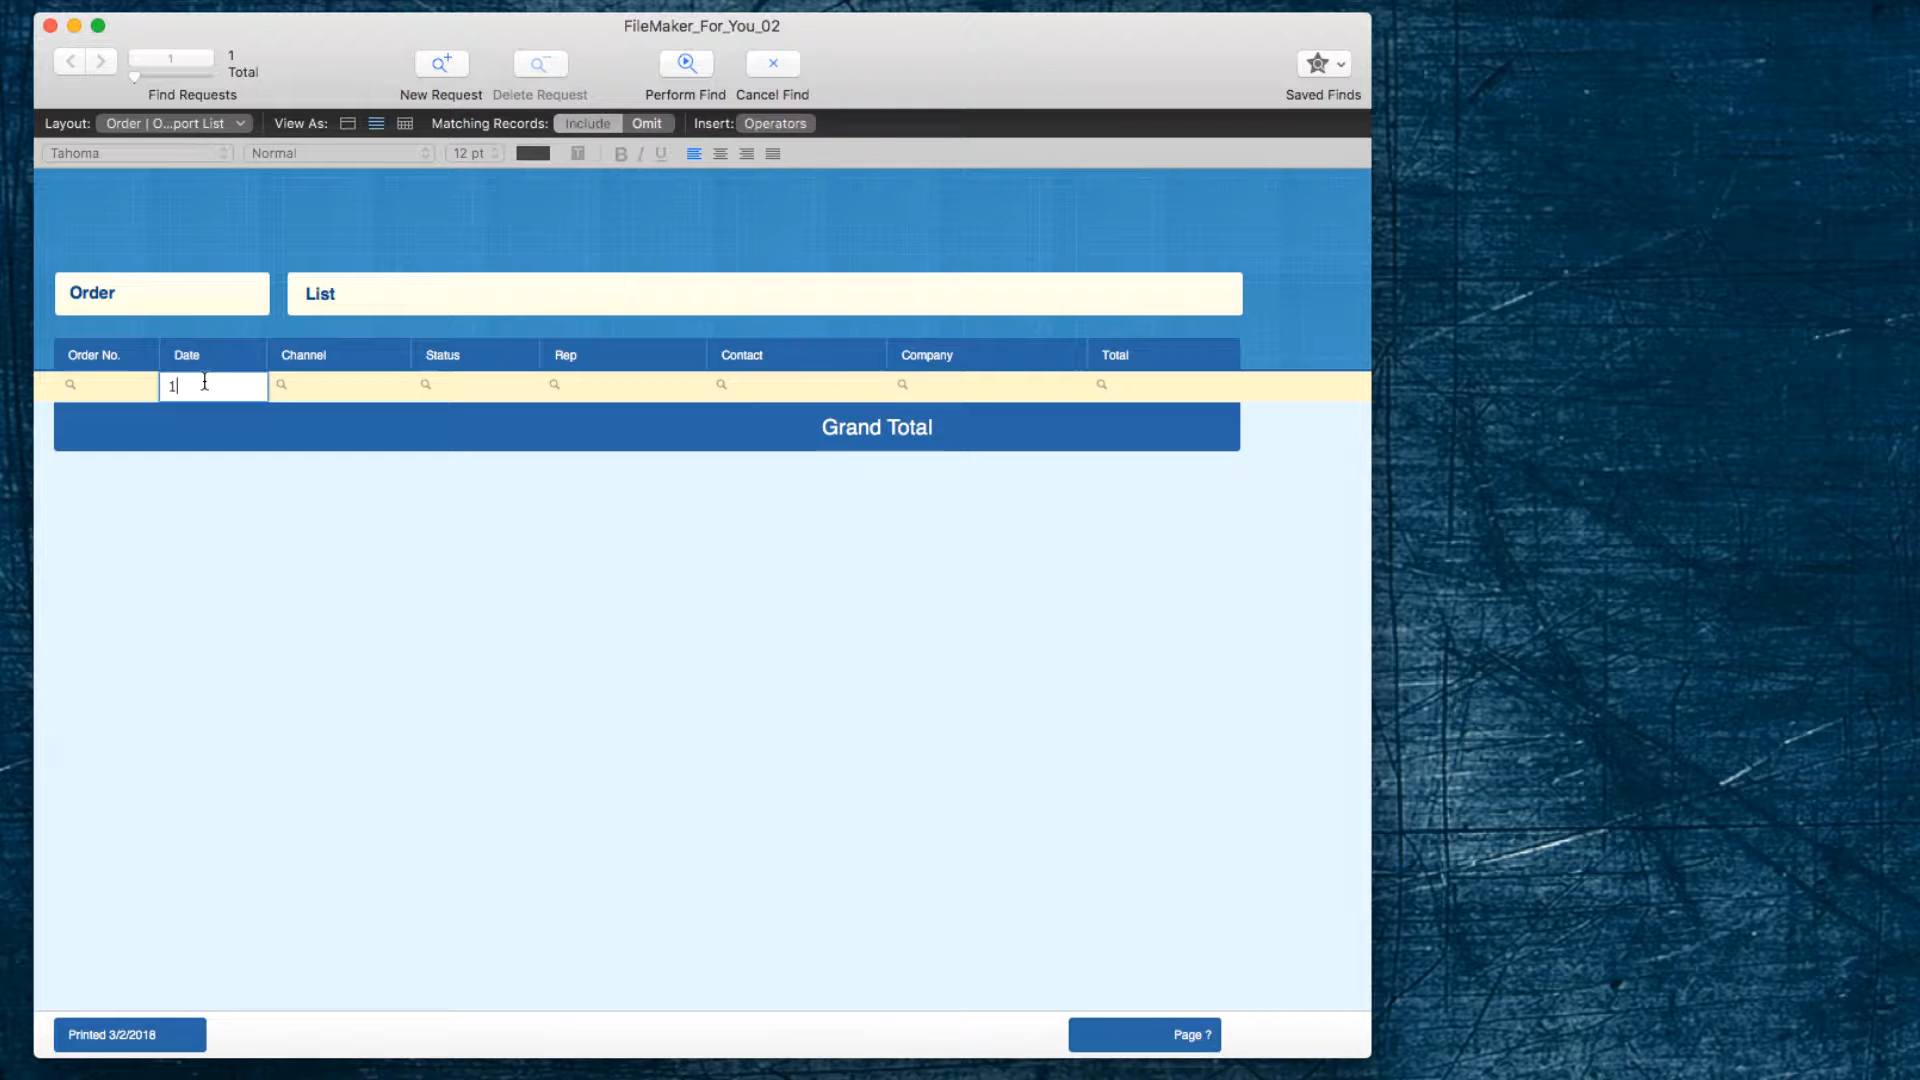 FileMaker_For_You_02
1
1
Total
Find Requests
New Request
Delete Request
Perform Find
Cancel Find
Saved Finds
Layout: Order | O...port List
View As:
Matching Records: Include Omit
Insert: Operators
Tahoma
Normal
12 pt
B I U
Order
List
Order No. Date Channel Status Rep Contact Company Total
1
Grand Total
Printed 3/2/2018
Page ?